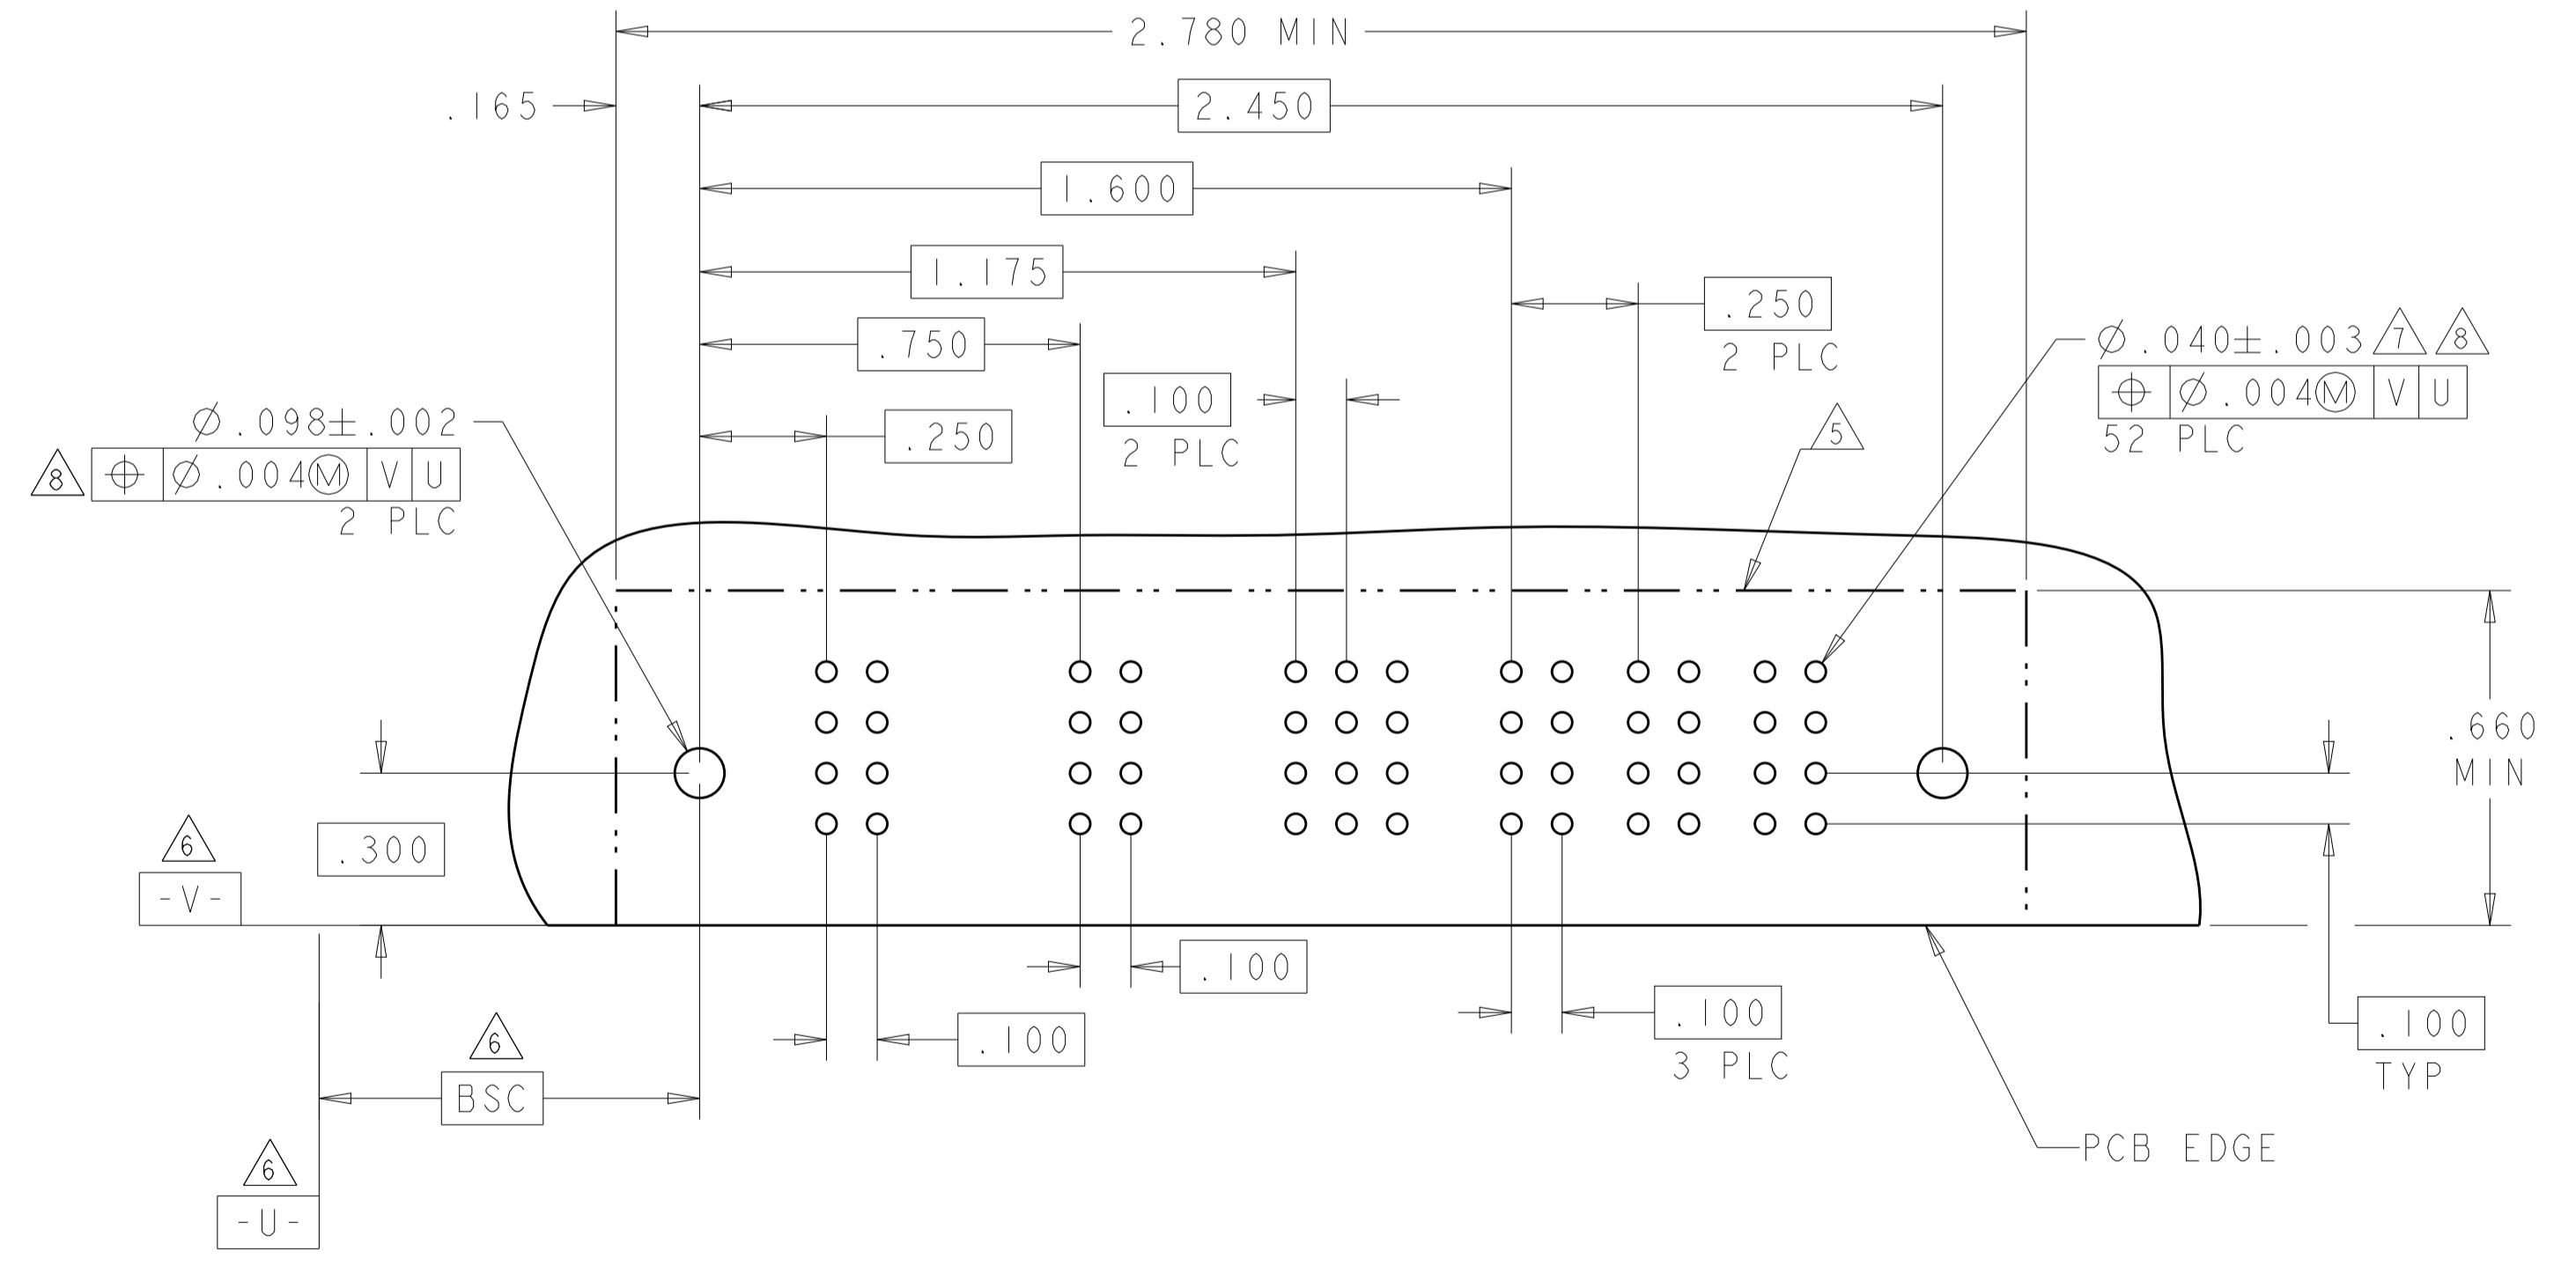 2.780 MIN
.165
2.450
1.600
1.175
.250
2 PLC
.750
.100
2 PLC
.250
Ø.040±.003 7 8
⌖ Ø.004Ⓜ V U
52 PLC
Ø.098±.002
8 ⌖ Ø.004Ⓜ V U
2 PLC
5
.660
MIN
6
-V-
.300
.100
.100
.100
3 PLC
.100
TYP
6
BSC
PCB EDGE
6
-U-